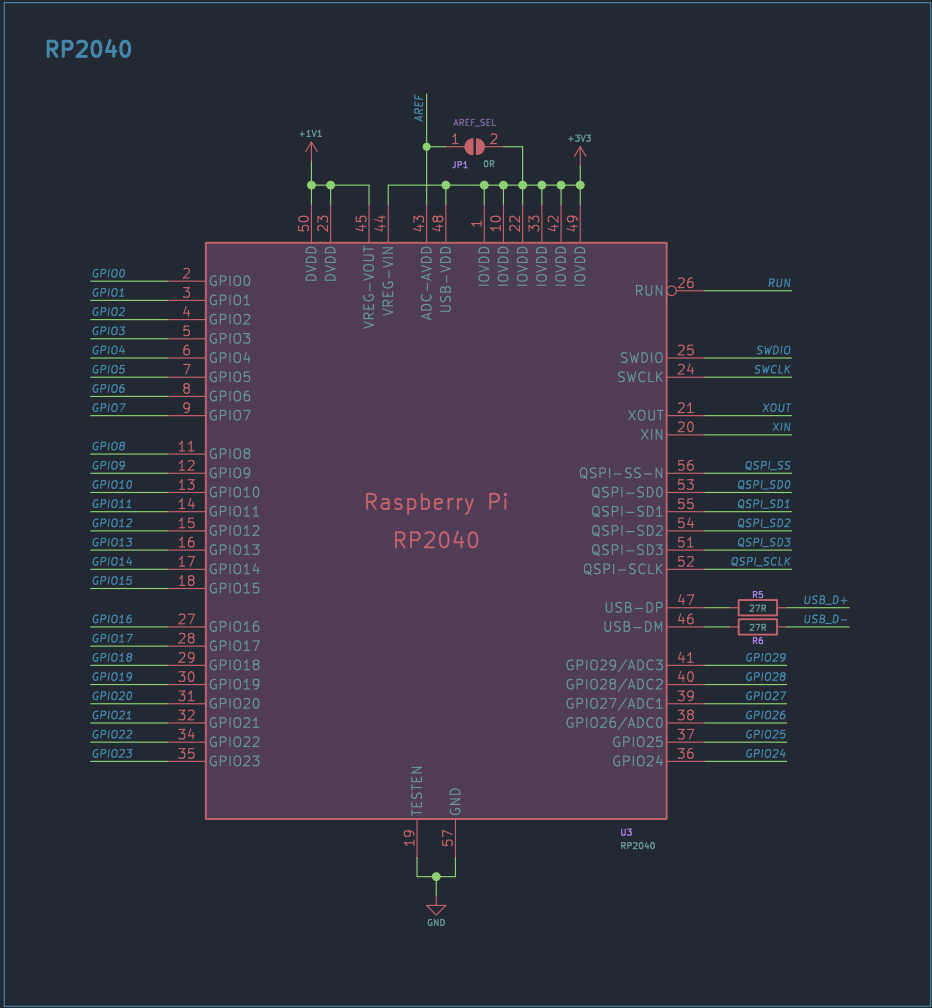 RP2040
AREF
AREF_SEL
+1V1
1 2
+3V3
JP1
0R
50 23 45 44 43 48 1 10 22 33 42 49
DVDD DVDD VREG-VOUT VREG-VIN ADC-AVDD USB-VDD IOVDD IOVDD IOVDD IOVDD IOVDD IOVDD
GPIO0 2 GPIO0
GPIO1 3 GPIO1
GPIO2 4 GPIO2
GPIO3 5 GPIO3
GPIO4 6 GPIO4
GPIO5 7 GPIO5
GPIO6 8 GPIO6
GPIO7 9 GPIO7
GPIO8 11 GPIO8
GPIO9 12 GPIO9
GPIO10 13 GPIO10
GPIO11 14 GPIO11
GPIO12 15 GPIO12
GPIO13 16 GPIO13
GPIO14 17 GPIO14
GPIO15 18 GPIO15
GPIO16 27 GPIO16
GPIO17 28 GPIO17
GPIO18 29 GPIO18
GPIO19 30 GPIO19
GPIO20 31 GPIO20
GPIO21 32 GPIO21
GPIO22 34 GPIO22
GPIO23 35 GPIO23
Raspberry Pi
RP2040
RUN 26 RUN
SWDIO 25 SWDIO
SWCLK 24 SWCLK
XOUT 21 XOUT
XIN 20 XIN
QSPI-SS-N 56 QSPI_SS
QSPI-SD0 53 QSPI_SD0
QSPI-SD1 55 QSPI_SD1
QSPI-SD2 54 QSPI_SD2
QSPI-SD3 51 QSPI_SD3
QSPI-SCLK 52 QSPI_SCLK
R5
USB-DP 47 27R USB_D+
USB-DM 46 27R USB_D-
R6
GPIO29/ADC3 41 GPIO29
GPIO28/ADC2 40 GPIO28
GPIO27/ADC1 39 GPIO27
GPIO26/ADC0 38 GPIO26
GPIO25 37 GPIO25
GPIO24 36 GPIO24
TESTEN GND
19 57
U3
RP2040
GND